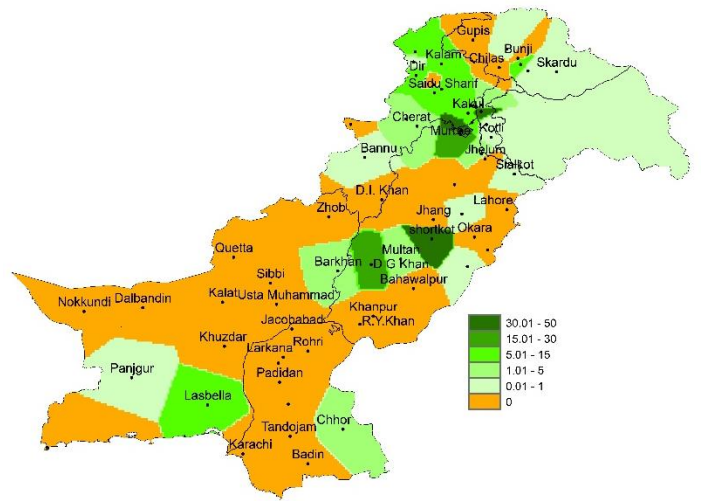 Gupis
Bunji
Kalam
Chilas
Skardu
Dir
Saidu Sharif
Kakul
Cherat
Murree
Kotli
Bannu
Jhelum
Sialkot
D.I. Khan
Zhob
Lahore
Jhang
shorkot
Okara
Quetta
Multan
Barkhan
D.G Khan
Sibbi
Bahawalpur
Nokkundi
Dalbandin
Kalat
Usta Muhammad
Khanpur
R.Y.Khan
Jacobabad
Khuzdar
Larkana
Rohri
Panjgur
Padidan
Lasbella
Chhor
Tandojam
Karachi
Badin
30.01 - 50
15.01 - 30
5.01 - 15
1.01 - 5
0.01 - 1
0